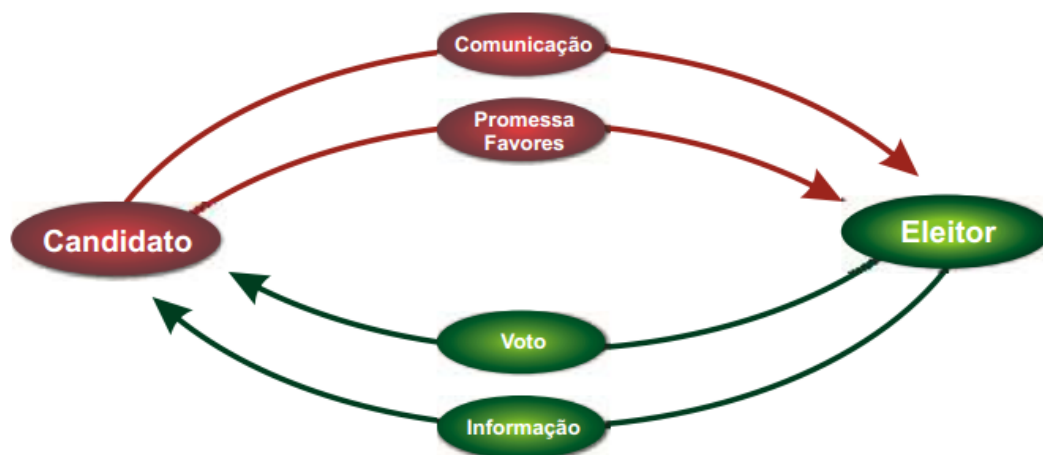 Comunicação
Promessa
Favores
Candidato
Eleitor
Voto
Informação